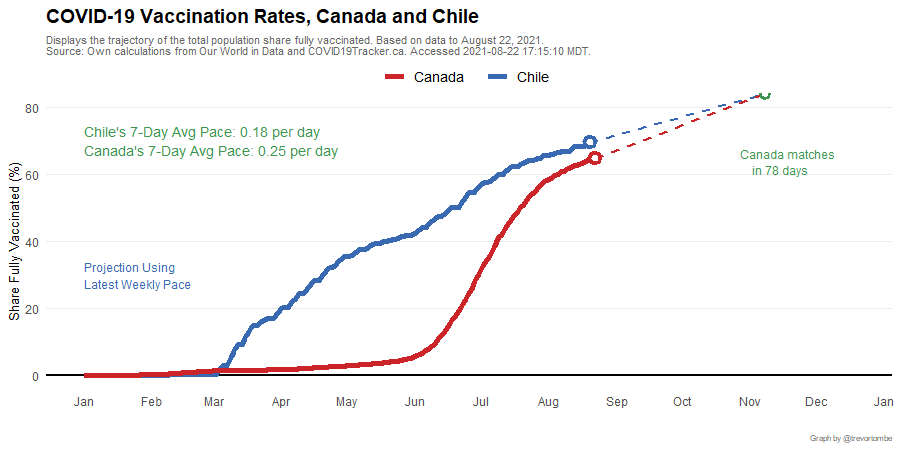 COVID-19 Vaccination Rates, Canada and Chile
Displays the trajectory of the total population share fully vaccinated. Based on data to August 22, 2021.
Source: Own calculations from Our World in Data and COVID19Tracker.ca. Accessed 2021-08-22 17:15:10 MDT.
Canada Chile
Share Fully Vaccinated (%)
80
60
40
20
0
Chile's 7-Day Avg Pace: 0.18 per day
Canada's 7-Day Avg Pace: 0.25 per day
Canada matches
in 78 days
Projection Using
Latest Weekly Pace
Jan Feb Mar Apr May Jun Jul Aug Sep Oct Nov Dec Jan
Graph by @trevortombe